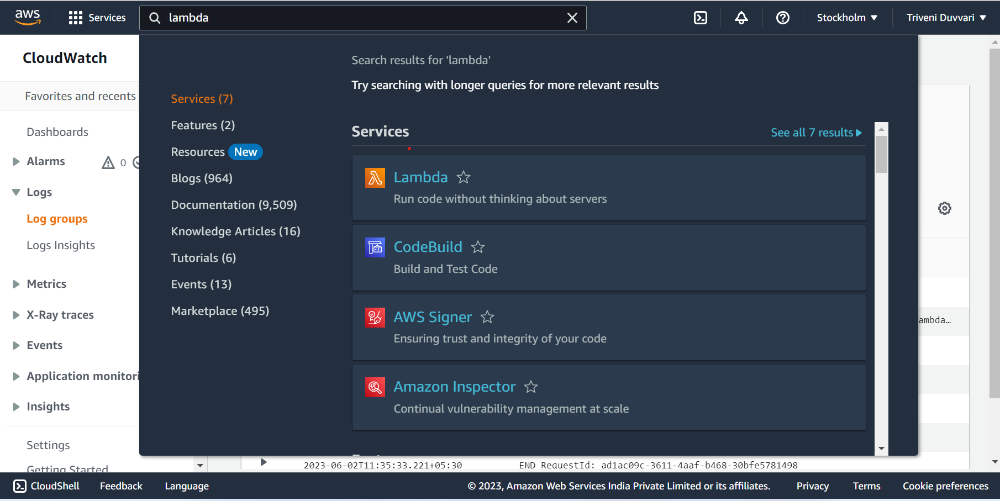 aws
Services
lambda
Stockholm
Triveni Duvvari
CloudWatch
Favorites and recents
Dashboards
Alarms
0
Logs
Log groups
Logs Insights
Metrics
X-Ray traces
Events
Application monitori
Insights
Settings
Getting Started
Services (7)
Features (2)
Resources New
Blogs (964)
Documentation (9,509)
Knowledge Articles (16)
Tutorials (6)
Events (13)
Marketplace (495)
Search results for 'lambda'
Try searching with longer queries for more relevant results
Services
See all 7 results
Lambda
Run code without thinking about servers
CodeBuild
Build and Test Code
AWS Signer
Ensuring trust and integrity of your code
Amazon Inspector
Continual vulnerability management at scale
ambda…
2023-06-02T11:35:33.221+05:30 END RequestId: ad1ac09c-3611-4aaf-b468-30bfe5781498
CloudShell
Feedback
Language
© 2023, Amazon Web Services India Private Limited or its affiliates.
Privacy
Terms
Cookie preferences